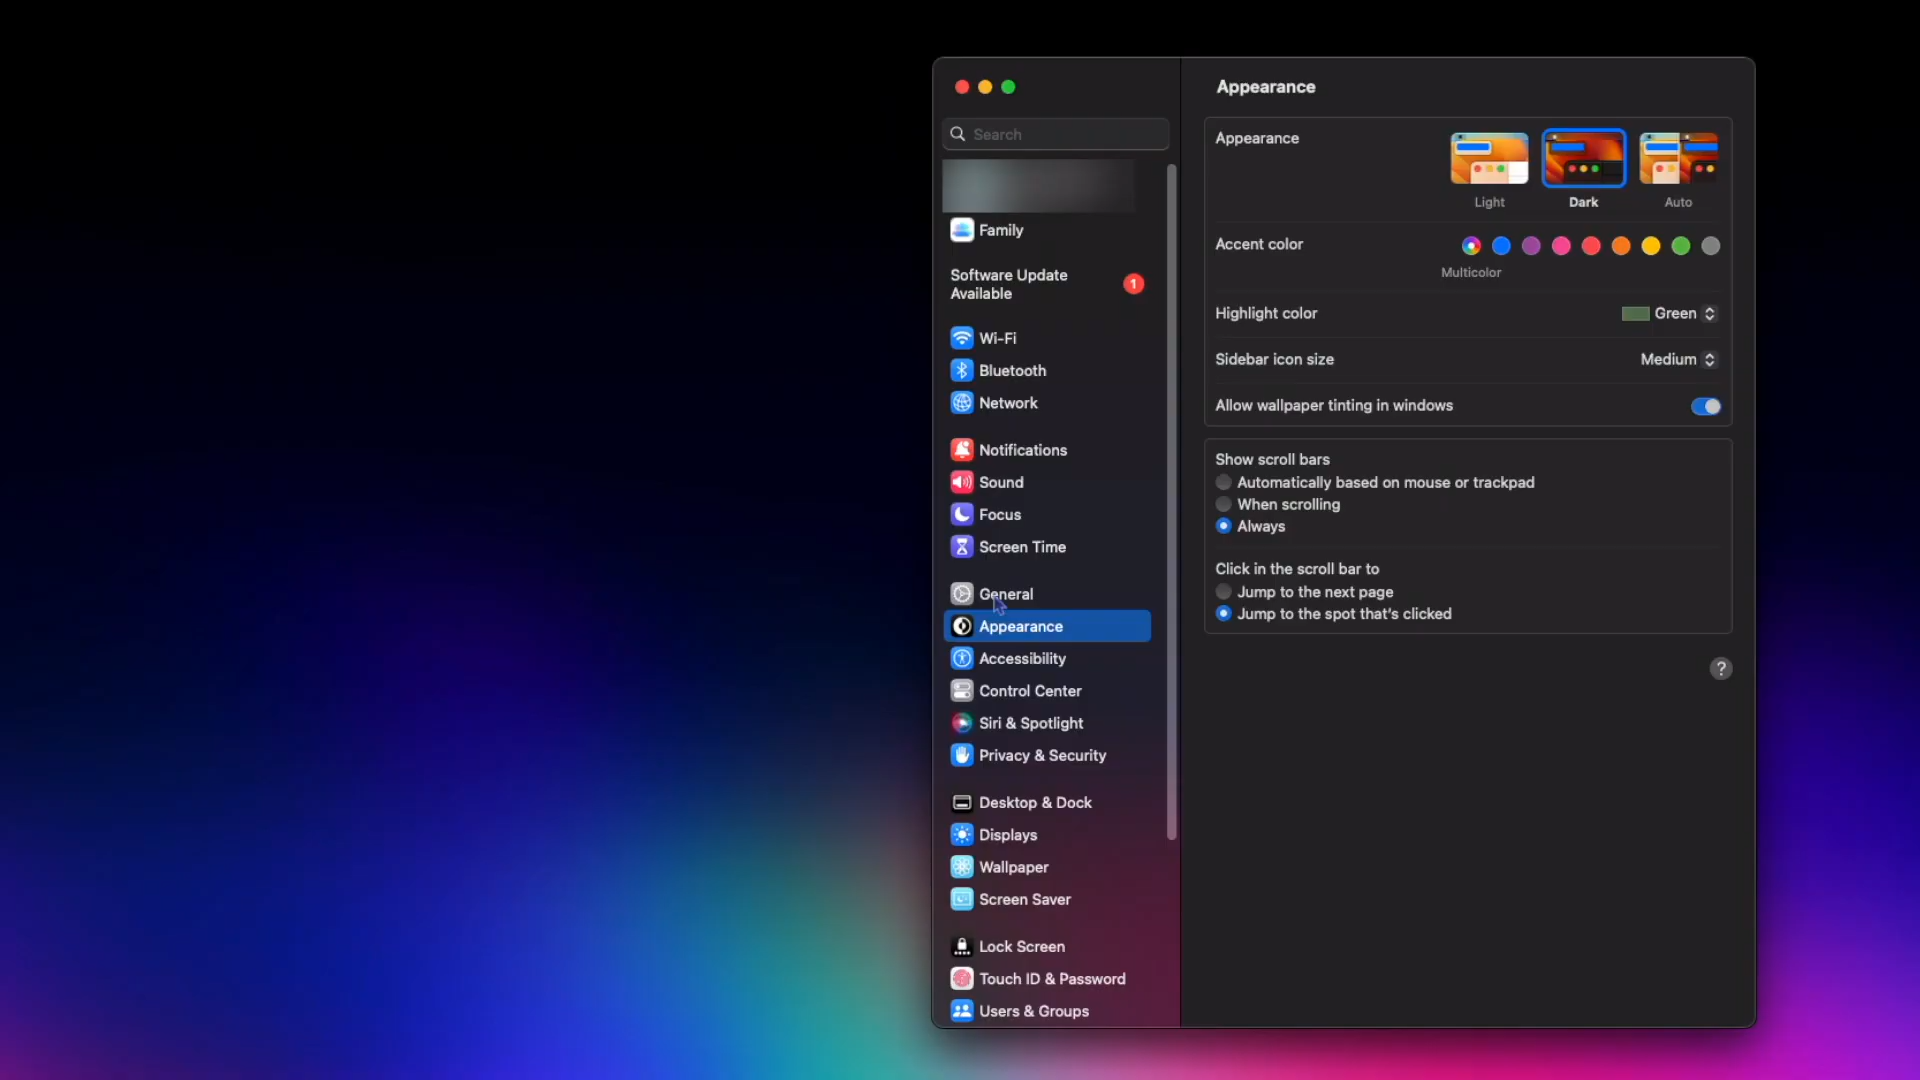 Search
Family
Software Update
Available
1
Wi-Fi
Bluetooth
Network
Notifications
Sound
Focus
Screen Time
General
Appearance
Accessibility
Control Center
Siri & Spotlight
Privacy & Security
Desktop & Dock
Displays
Wallpaper
Screen Saver
Lock Screen
Touch ID & Password
Users & Groups
Appearance
Appearance
Light Dark Auto
Accent color
Multicolor
Highlight color Green
Sidebar icon size Medium
Allow wallpaper tinting in windows
Show scroll bars
Automatically based on mouse or trackpad
When scrolling
Always
Click in the scroll bar to
Jump to the next page
Jump to the spot that's clicked
?